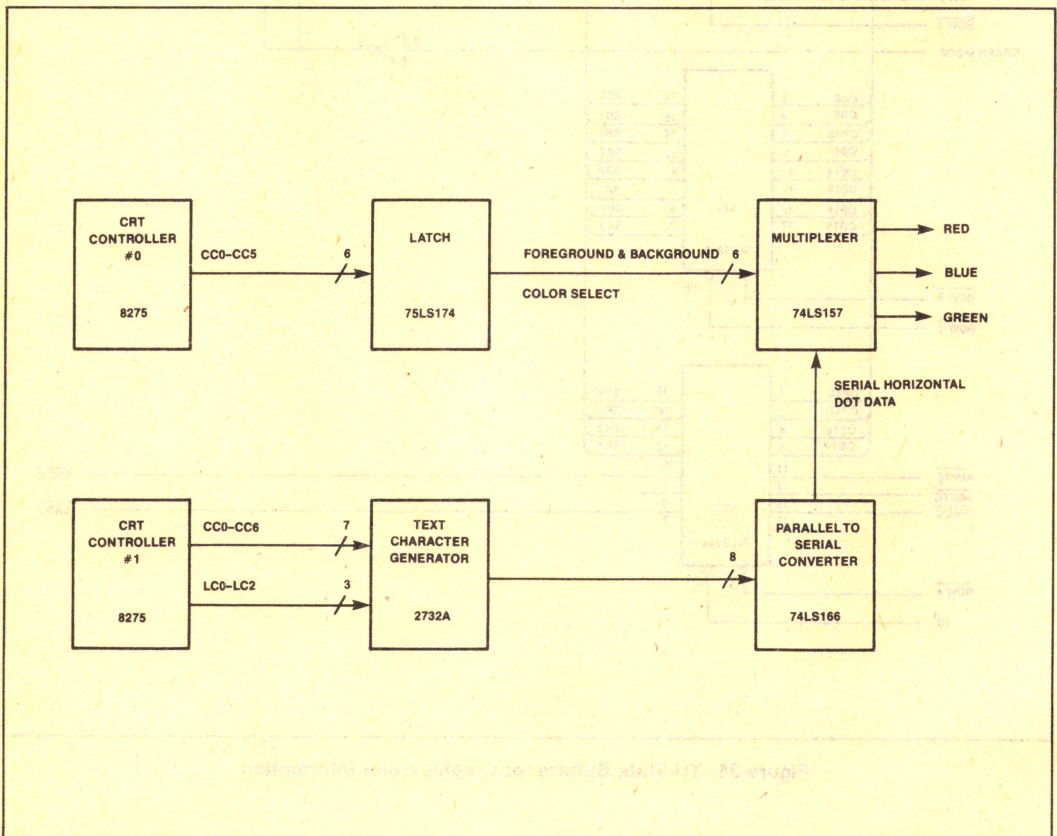 CRT
CONTROLLER
#0
8275
CC0–CC5
6
LATCH
75LS174
FOREGROUND & BACKGROUND
6
COLOR SELECT
MULTIPLEXER
74LS157
RED
BLUE
GREEN
SERIAL HORIZONTAL
DOT DATA
CRT
CONTROLLER
#1
8275
CC0–CC6
7
LC0–LC2
3
TEXT
CHARACTER
GENERATOR
2732A
8
PARALLEL TO
SERIAL
CONVERTER
74LS166